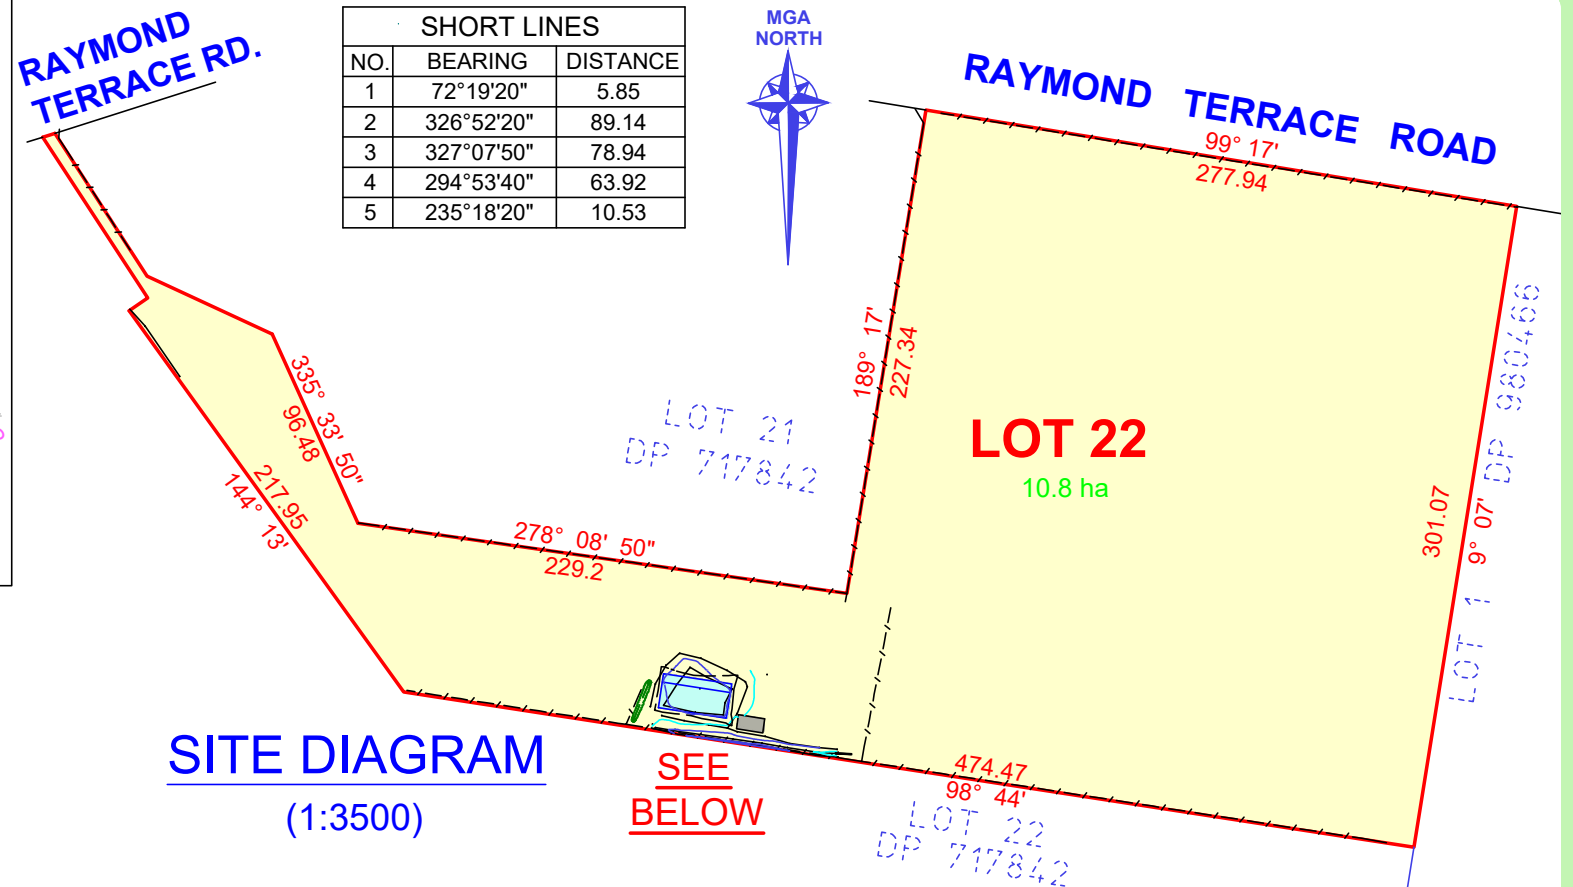 RAYMOND
TERRACE RD.
SHORT LINES
NO. BEARING DISTANCE
1 72°19'20" 5.85
2 326°52'20" 89.14
3 327°07'50" 78.94
4 294°53'40" 63.92
5 235°18'20" 10.53
MGA
NORTH
RAYMOND TERRACE ROAD
99° 17'
277.94
189° 17'
227.34
335° 33' 50"
96.48
217.95
144° 13'
278° 08' 50"
229.2
LOT 21
DP 717842
LOT 22
10.8 ha
301.07
9° 07'
LOT 1 DP 980466
474.47
98° 44'
LOT 22
DP 717842
SITE DIAGRAM
(1:3500)
SEE
BELOW